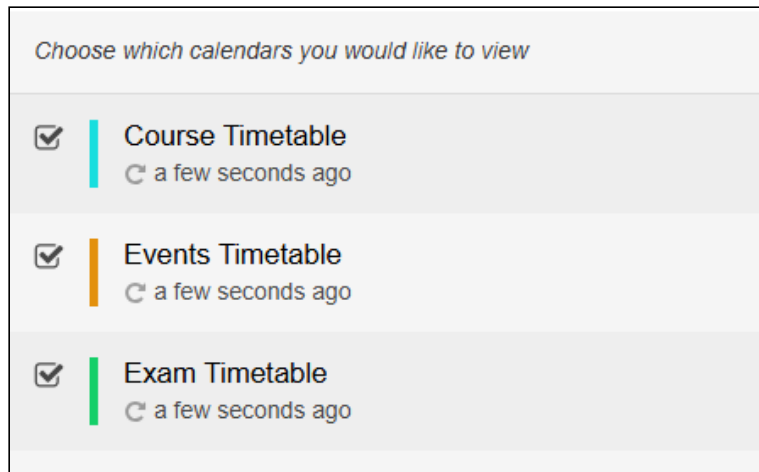 Choose which calendars you would like to view
Course Timetable
a few seconds ago
Events Timetable
a few seconds ago
Exam Timetable
a few seconds ago